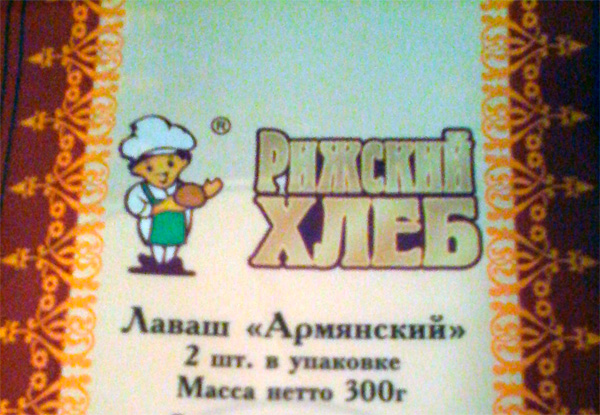 ®
РИЖСКИЙ
ХЛЕБ
Лаваш «Армянский»
2 шт. в упаковке
Масса нетто 300г